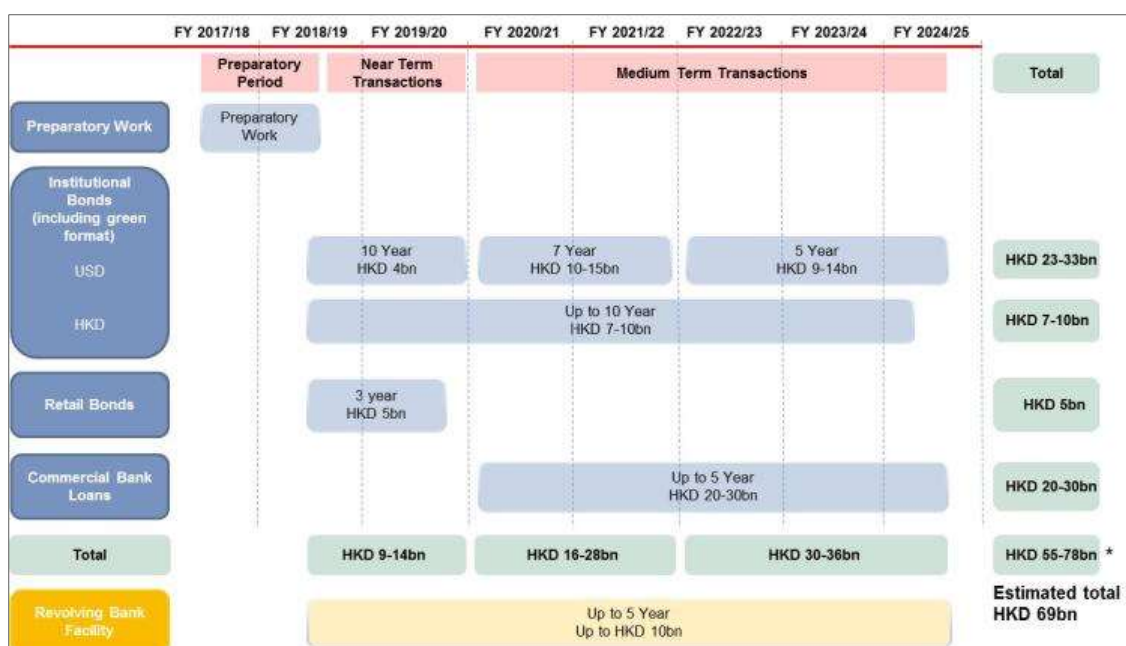 FY 2017/18 FY 2018/19 FY 2019/20 FY 2020/21 FY 2021/22 FY 2022/23 FY 2023/24 FY 2024/25
Preparatory
Period
Near Term
Transactions
Medium Term Transactions
Total
Preparatory Work
Preparatory
Work
Institutional
Bonds
(including green
format)
USD
10 Year
HKD 4bn
7 Year
HKD 10-15bn
5 Year
HKD 9-14bn
HKD 23-33bn
HKD
Up to 10 Year
HKD 7-10bn
HKD 7-10bn
Retail Bonds
3 year
HKD 5bn
HKD 5bn
Commercial Bank
Loans
Up to 5 Year
HKD 20-30bn
HKD 20-30bn
Total
HKD 9-14bn
HKD 16-28bn
HKD 30-36bn
HKD 55-78bn *
Estimated total
HKD 69bn
Revolving Bank
Facility
Up to 5 Year
Up to HKD 10bn